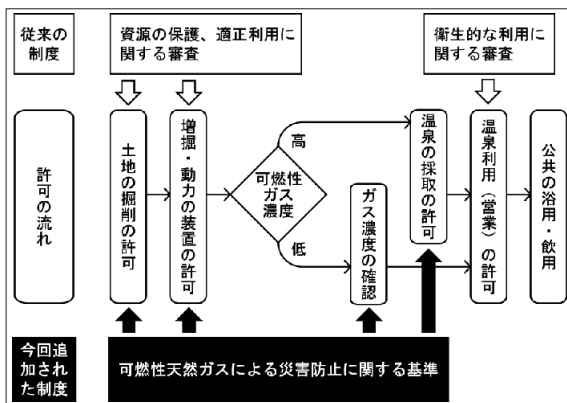 従来の
制度
資源の保護、適正利用に
関する審査
衛生的な利用に
関する審査
許可の流れ
土地の掘削の許可
増掘・動力の装置の許可
可燃性
ガス
濃度
高
低
ガス濃度の確認
温泉の採取の許可
温泉利用（営業）の許可
公共の浴用・飲用
今回追
加され
た制度
可燃性天然ガスによる災害防止に関する基準